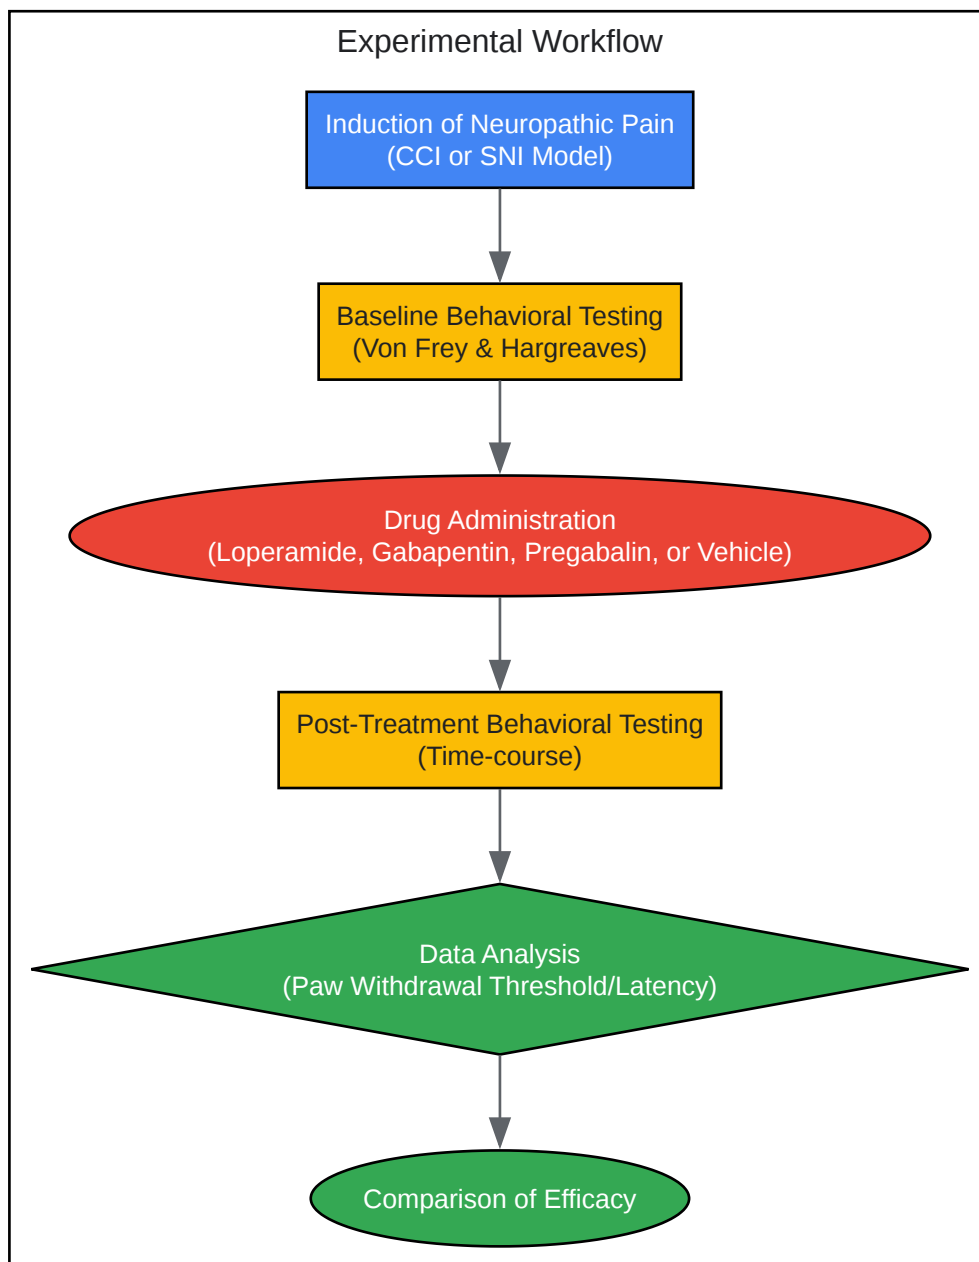 Experimental Workflow
Induction of Neuropathic Pain
(CCI or SNI Model)
Baseline Behavioral Testing
(Von Frey & Hargreaves)
Drug Administration
(Loperamide, Gabapentin, Pregabalin, or Vehicle)
Post-Treatment Behavioral Testing
(Time-course)
Data Analysis
(Paw Withdrawal Threshold/Latency)
Comparison of Efficacy